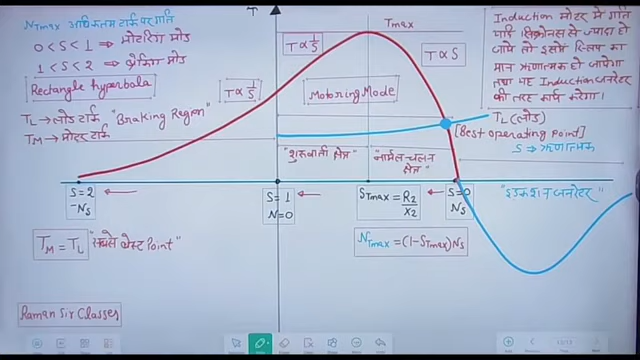 NTmax अधिकतम टार्क पर गति
0 < S < 1 ⇒ मोटरिंग मोड
1 < S < 2 ⇒ ब्रेकिंग मोड
Rectangle hyperbola
TL → लोड टार्क "Braking Region"
TM → मोटर टार्क
T ∝ 1/S
T
T ∝ 1/S
Tmax
T ∝ S
Motoring Mode
Induction मोटर में गति
यदि सिंक्रोनस से ज्यादा हो
जाये तो इसमें स्लिप का
मान ऋणात्मक हो जायेगा
तथा यह Induction जनरेटर
की तरह कार्य करेगा।
TL (लोड)
[Best Operating Point]
S ⇒ ऋणात्मक
"शुरुवाती क्षेत्र"
"नार्मल-चलन
क्षेत्र"
"इंडक्शन जनरेटर"
S=2
-NS
S=1
N=0
STmax = R2/X2
S=0
NS
TM = TL "सबसे बेस्ट Point"
NTmax = (1-STmax) NS
Raman Sir Classes